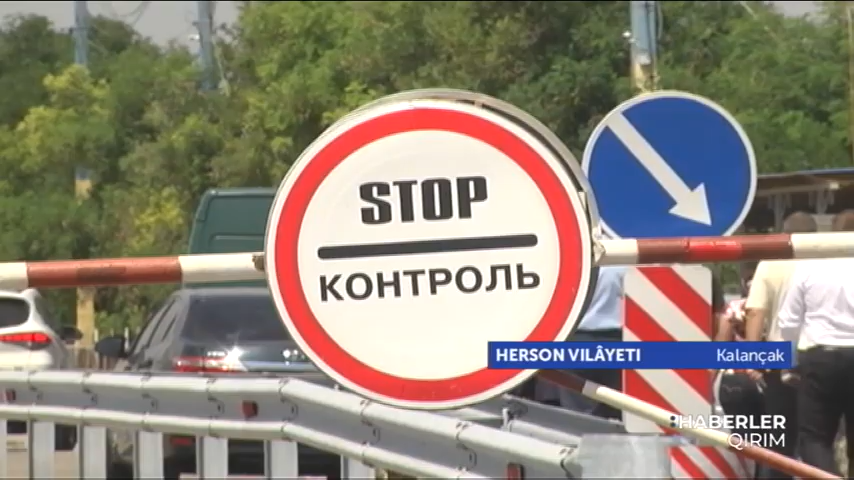 STOP
КОНТРОЛЬ
HERSON VILÂYETI Kalançak
HABERLER
QIRIM